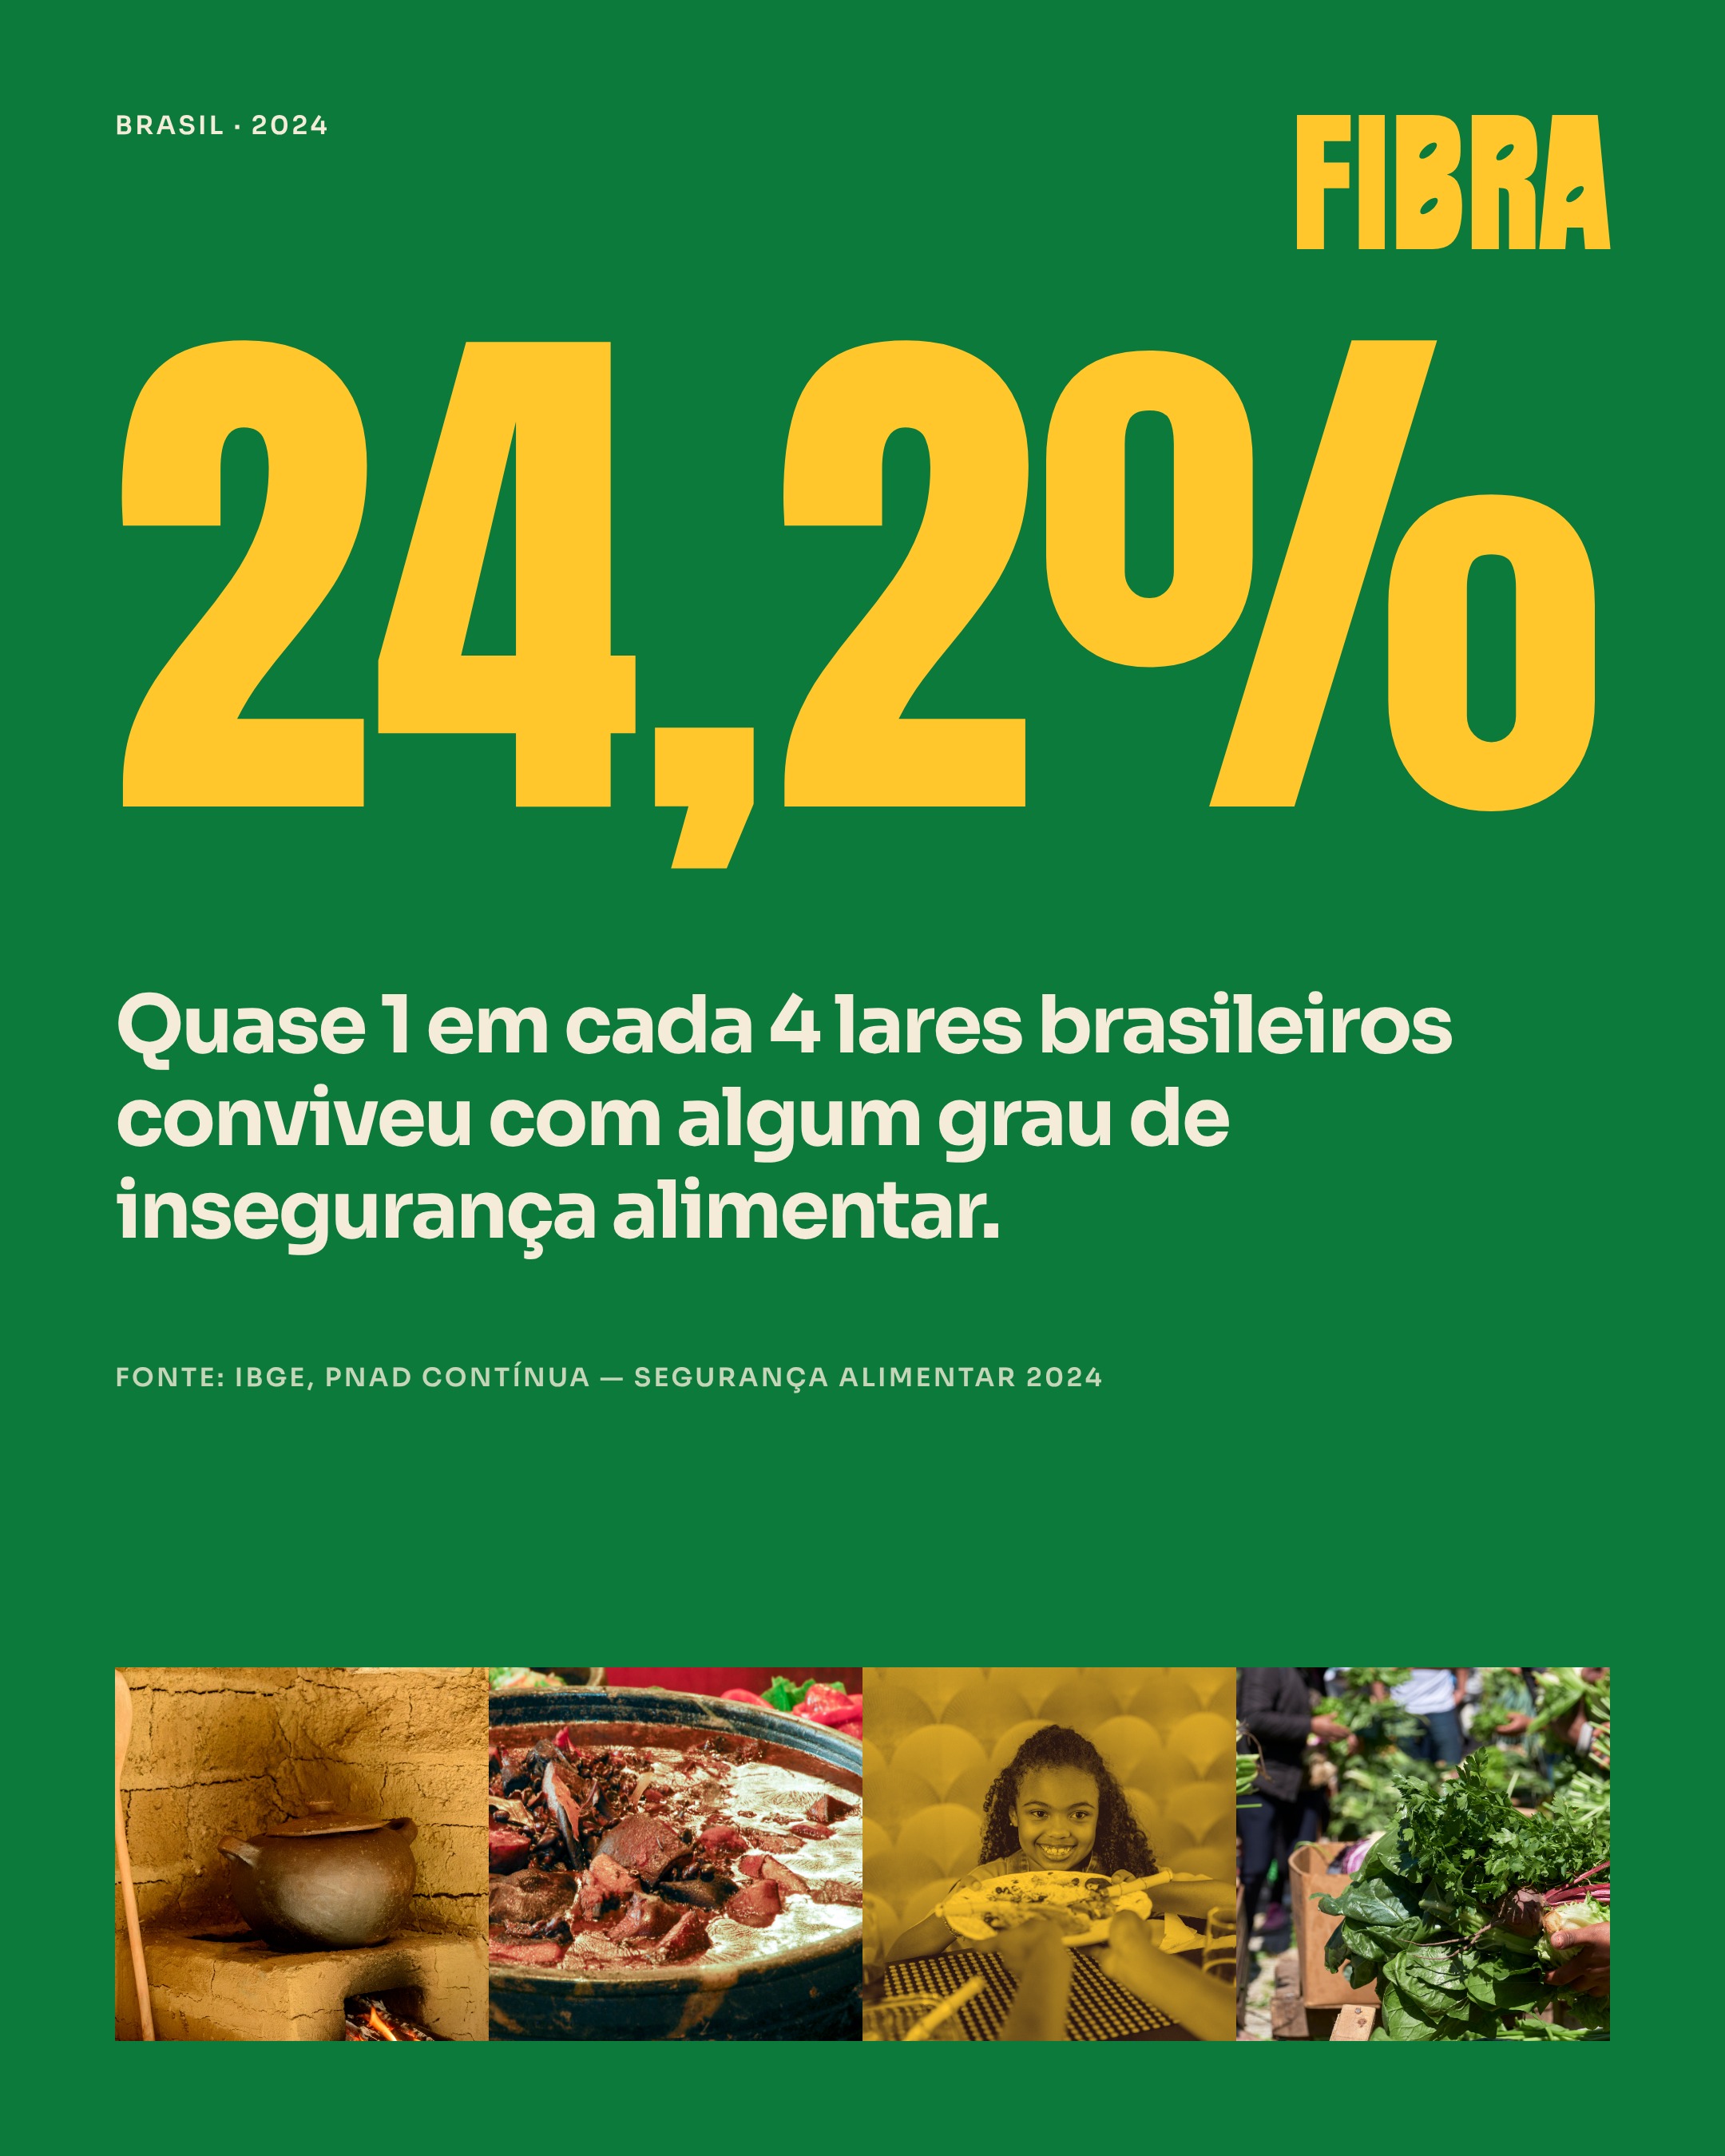 BRASIL · 2024
FIBRA
24,2%
Quase 1 em cada 4 lares brasileiros
conviveu com algum grau de
insegurança alimentar.
FONTE: IBGE, PNAD CONTÍNUA — SEGURANÇA ALIMENTAR 2024